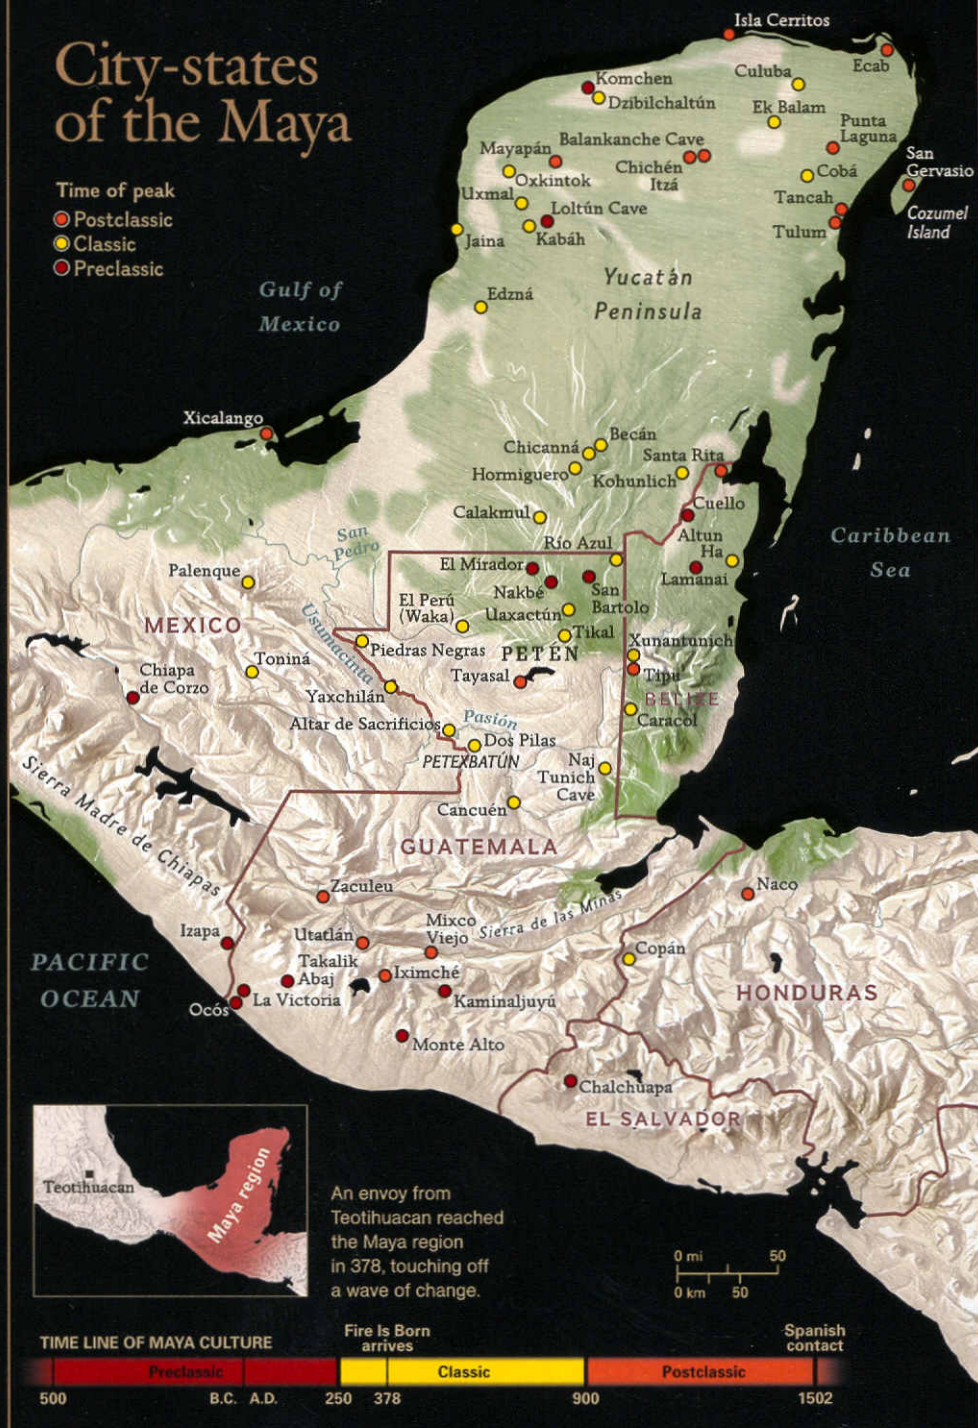 City-states
of the Maya
Time of peak
Postclassic
Classic
Preclassic
Isla Cerritos
Ecab
Komchen
Culuba
Dzibilchaltún
Ek Balam
Punta
Laguna
Balankanche Cave
Mayapán
Chichén
Itzá
San
Gervasio
Oxkintok
Cobá
Uxmal
Tancah
Loltún Cave
Cozumel
Island
Jaina
Kabáh
Tulum
Yucatán
Peninsula
Gulf of
Mexico
Edzná
Xicalango
Becán
Chicanná
Santa Rita
Hormiguero
Kohunlich
Cuello
Calakmul
San
Pedro
Río Azul
Altun
Ha
Caribbean
Sea
El Mirador
Lamanai
Palenque
Nakbé
San
Bartolo
El Perú
(Waka)
Uaxactún
MEXICO
Usumacinta
Tikal
Xunantunich
Piedras Negras
PETÉN
Toniná
Tayasal
Tipu
Chiapa
de Corzo
Yaxchilán
BELIZE
Altar de Sacrificios
Pasión
Caracol
Dos Pilas
PETEXBATÚN
Naj
Tunich
Cave
Sierra Madre de Chiapas
Cancuén
GUATEMALA
Zaculeu
Naco
Sierra de las Minas
Izapa
Utatlán
Mixco
Viejo
Copán
PACIFIC
OCEAN
Takalik
Abaj
Iximché
HONDURAS
La Victoria
Kaminaljuyú
Ocós
Monte Alto
Chalchuapa
EL SALVADOR
Teotihuacan
Maya region
An envoy from
Teotihuacan reached
the Maya region
in 378, touching off
a wave of change.
0 mi 50
0 km 50
TIME LINE OF MAYA CULTURE
Fire Is Born
arrives
Spanish
contact
Preclassic Classic Postclassic
500 B.C. A.D. 250 378 900 1502